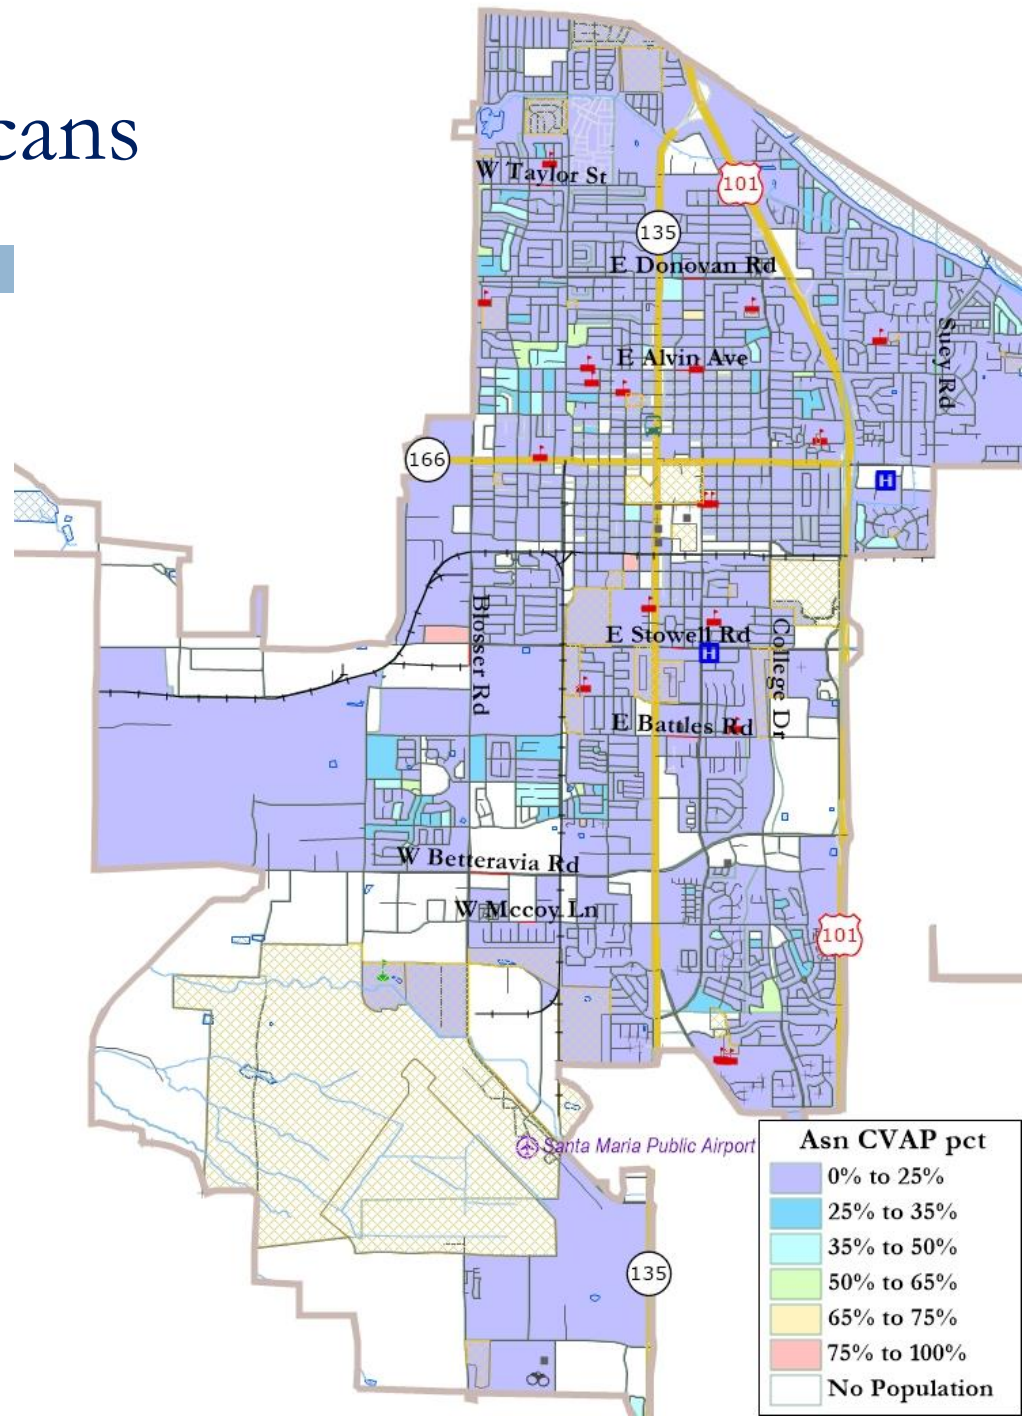 cans
W Taylor St
101
135
E Donovan Rd
Suey Rd
E Alvin Ave
166
H
Blosser Rd
E Stowell Rd
H
College Dr
E Battles Rd
W Betteravia Rd
W Mccoy Ln
101
Santa Maria Public Airport
135
Asn CVAP pct
0% to 25%
25% to 35%
35% to 50%
50% to 65%
65% to 75%
75% to 100%
No Population